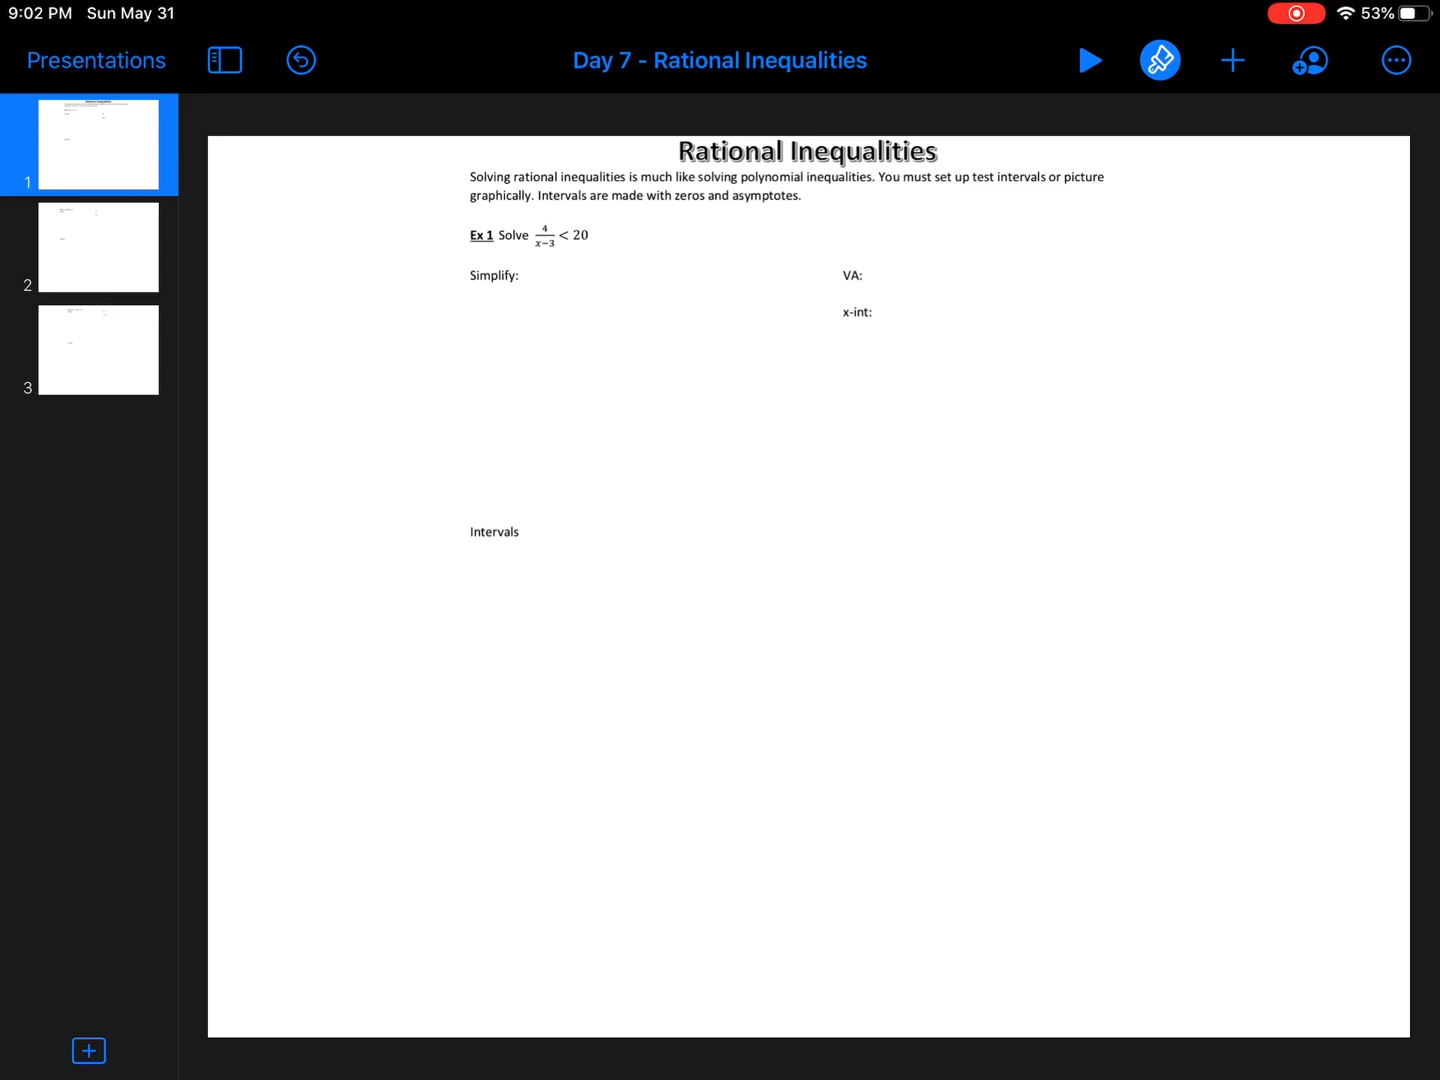 9:02 PM Sun May 31
53%
Presentations
Day 7 - Rational Inequalities
1
2
3
Rational Inequalities
Solving rational inequalities is much like solving polynomial inequalities. You must set up test intervals or picture
graphically. Intervals are made with zeros and asymptotes.
Ex 1 Solve 4/(x−3) < 20
Simplify:
VA:
x-int:
Intervals